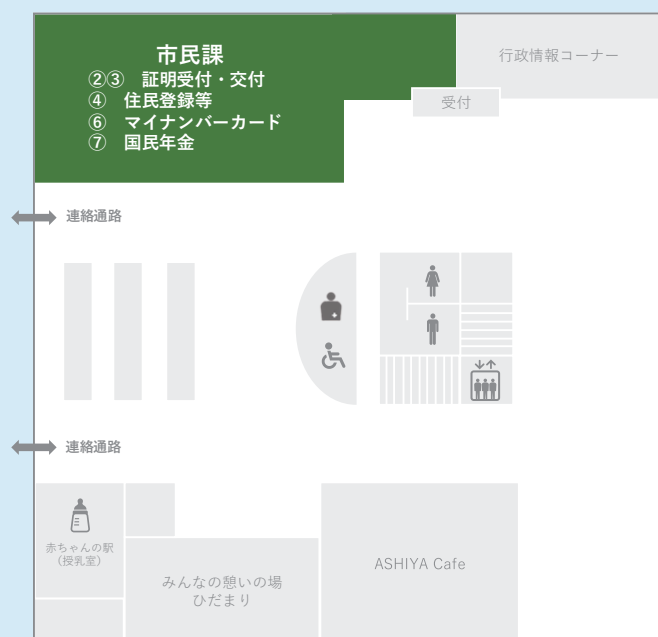 市民課
②③ 証明受付・交付
④ 住民登録等
⑥ マイナンバーカード
⑦ 国民年金
行政情報コーナー
受付
連絡通路
連絡通路
赤ちゃんの駅
（授乳室）
みんなの憩いの場
ひだまり
ASHIYA Cafe